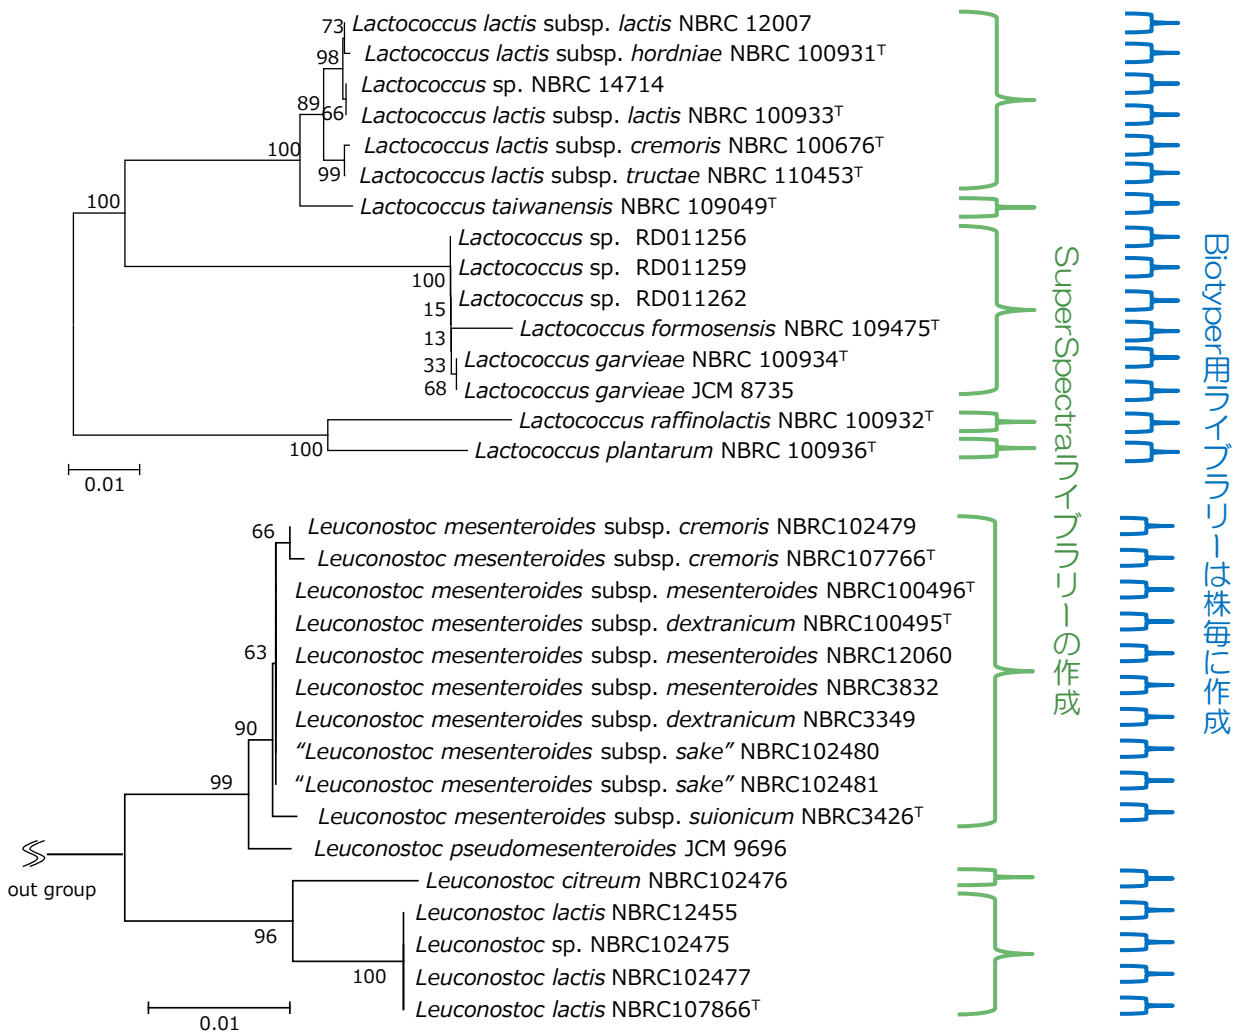 73 Lactococcus lactis subsp. lactis NBRC 12007
98 Lactococcus lactis subsp. hordniae NBRC 100931T
Lactococcus sp. NBRC 14714
89 66 Lactococcus lactis subsp. lactis NBRC 100933T
100 Lactococcus lactis subsp. cremoris NBRC 100676T
99 Lactococcus lactis subsp. tructae NBRC 110453T
100 Lactococcus taiwanensis NBRC 109049T
Lactococcus sp. RD011256
Lactococcus sp. RD011259
100
Lactococcus sp. RD011262
15
Lactococcus formosensis NBRC 109475T
13
33 Lactococcus garvieae NBRC 100934T
68 Lactococcus garvieae JCM 8735
Lactococcus raffinolactis NBRC 100932T
100 Lactococcus plantarum NBRC 100936T
0.01
SuperSpectraライブラリーの作成
Biotyper用ライブラリーは株毎に作成
66 Leuconostoc mesenteroides subsp. cremoris NBRC102479
Leuconostoc mesenteroides subsp. cremoris NBRC107766T
Leuconostoc mesenteroides subsp. mesenteroides NBRC100496T
Leuconostoc mesenteroides subsp. dextranicum NBRC100495T
63 Leuconostoc mesenteroides subsp. mesenteroides NBRC12060
Leuconostoc mesenteroides subsp. mesenteroides NBRC3832
90 Leuconostoc mesenteroides subsp. dextranicum NBRC3349
“Leuconostoc mesenteroides subsp. sake” NBRC102480
99 “Leuconostoc mesenteroides subsp. sake” NBRC102481
Leuconostoc mesenteroides subsp. suionicum NBRC3426T
Leuconostoc pseudomesenteroides JCM 9696
out group
Leuconostoc citreum NBRC102476
Leuconostoc lactis NBRC12455
96 Leuconostoc sp. NBRC102475
100 Leuconostoc lactis NBRC102477
Leuconostoc lactis NBRC107866T
0.01